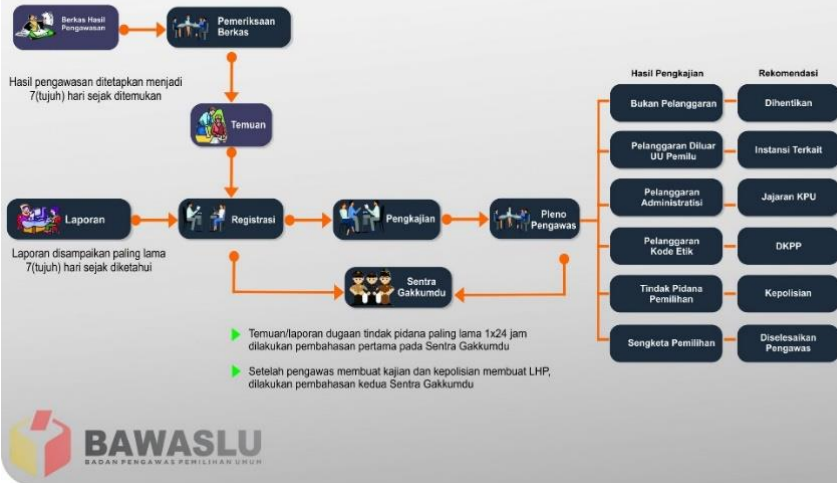 Berkas Hasil
Pengawasan
Pemeriksaan
Berkas
Hasil pengawasan ditetapkan menjadi
7(tujuh) hari sejak ditemukan
Temuan
Laporan
Registrasi
Pengkajian
Pleno
Pengawas
Laporan disampaikan paling lama
7(tujuh) hari sejak diketahui
Sentra
Gakkumdu
Temuan/laporan dugaan tindak pidana paling lama 1x24 jam
dilakukan pembahasan pertama pada Sentra Gakkumdu
Setelah pengawas membuat kajian dan kepolisian membuat LHP,
dilakukan pembahasan kedua Sentra Gakkumdu
Hasil Pengkajian
Rekomendasi
Bukan Pelanggaran
Dihentikan
Pelanggaran Diluar
UU Pemilu
Instansi Terkait
Pelanggaran
Administratisi
Jajaran KPU
Pelanggaran
Kode Etik
DKPP
Tindak Pidana
Pemilihan
Kepolisian
Sengketa Pemilihan
Diselesaikan
Pengawas
BAWASLU
BADAN PENGAWAS PEMILIHAN UMUM